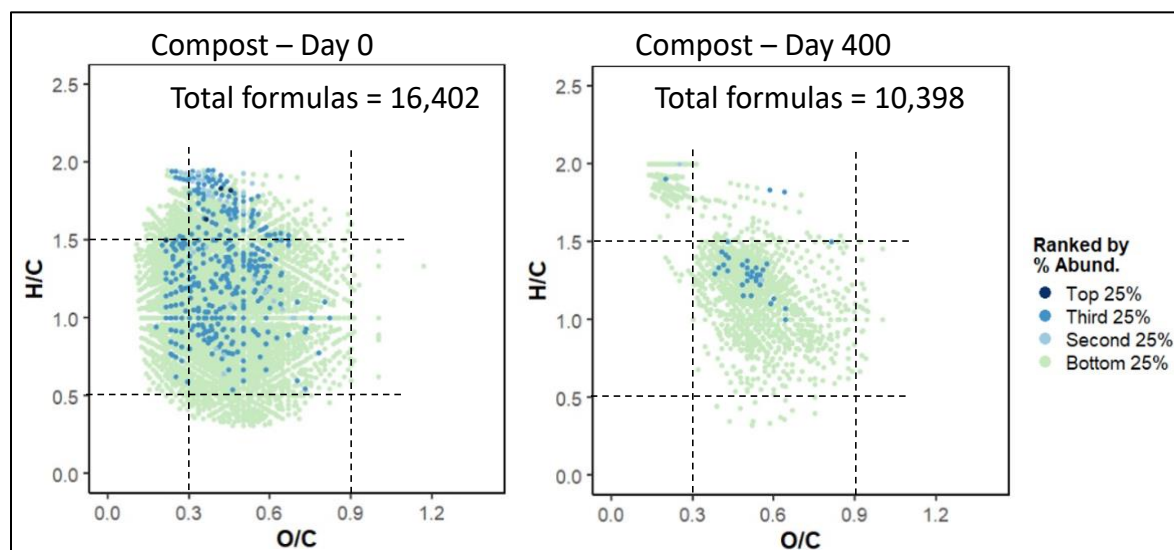 Compost – Day 0
Total formulas = 16,402
2.5
2.0
1.5
1.0
0.5
0.0
H/C
0.0 0.3 0.6 0.9 1.2
O/C
Compost – Day 400
Total formulas = 10,398
2.5
2.0
1.5
1.0
0.5
0.0
H/C
0.0 0.3 0.6 0.9 1.2
O/C
Ranked by
% Abund.
Top 25%
Third 25%
Second 25%
Bottom 25%